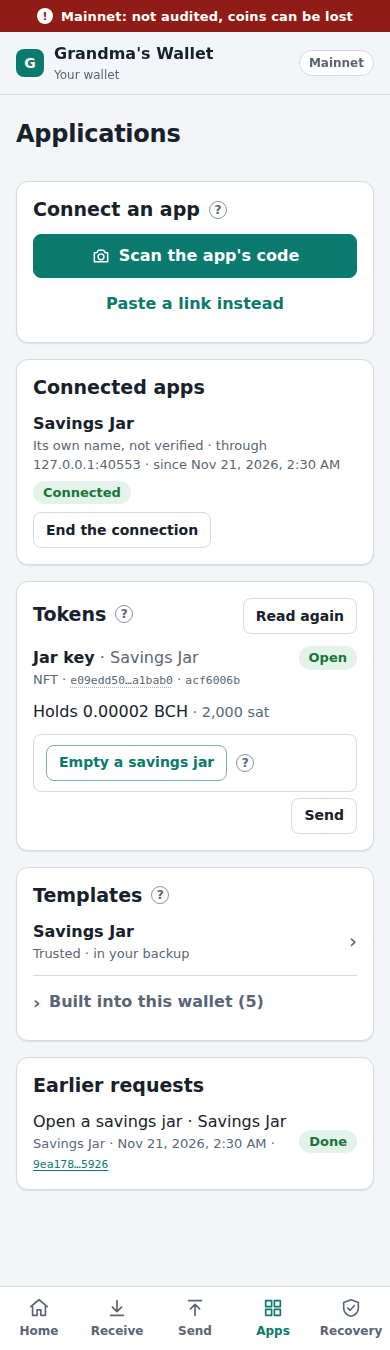 ! Mainnet: not audited, coins can be lost
G Grandma's Wallet
Your wallet
Mainnet
Applications
Connect an app ?
Scan the app's code
Paste a link instead
Connected apps
Savings Jar
Its own name, not verified · through
127.0.0.1:40553 · since Nov 21, 2026, 2:30 AM
Connected
End the connection
Tokens ?
Read again
Jar key · Savings Jar
Open
NFT · e09edd50…a1bab0 · acf6006b
Holds 0.00002 BCH · 2,000 sat
Empty a savings jar ?
Send
Templates ?
Savings Jar
Trusted · in your backup
›
› Built into this wallet (5)
Earlier requests
Open a savings jar · Savings Jar
Savings Jar · Nov 21, 2026, 2:30 AM ·
9ea178…5926
Done
Home Receive Send Apps Recovery